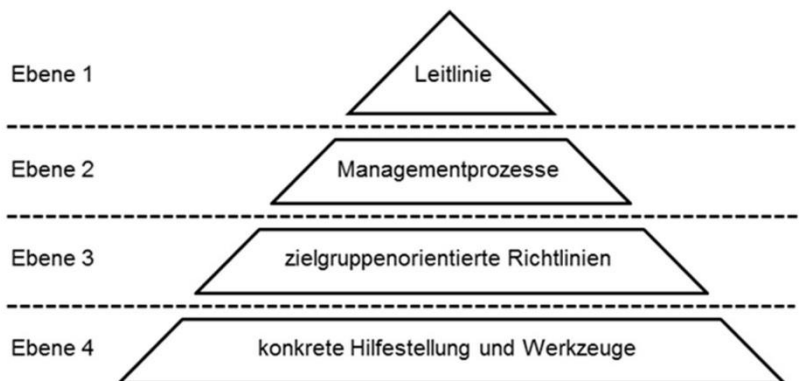 Ebene 1 Leitlinie
Ebene 2 Managementprozesse
Ebene 3 zielgruppenorientierte Richtlinien
Ebene 4 konkrete Hilfestellung und Werkzeuge